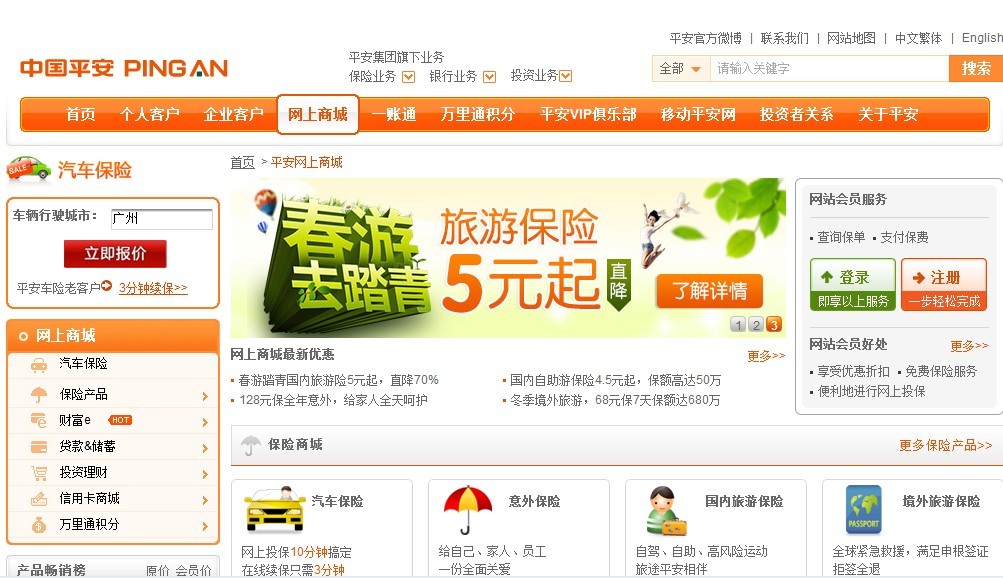 平安官方微博 | 联系我们 | 网站地图 | 中文繁体 | English
中国平安 PING AN
平安集团旗下业务
保险业务 银行业务 投资业务
全部 请输入关键字 搜索
首页 个人客户 企业客户 网上商城 一账通 万里通积分 平安VIP俱乐部 移动平安网 投资者关系 关于平安
SALE 汽车保险
首页 > 平安网上商城
车辆行驶城市： 广州
立即报价
平安车险老客户 3分钟续保>>
网上商城
汽车保险
保险产品
财富e HOT
贷款&储蓄
投资理财
信用卡商城
万里通积分
产品畅销榜 原价 会员价
春游
去踏青
旅游保险
5元起
直降
了解详情
1 2 3
网上商城最新优惠 更多>>
春游踏青国内旅游险5元起，直降70%
国内自助游保险4.5元起，保额高达50万
128元保全年意外，给家人全天呵护
冬季境外旅游，68元保7天保额达680万
网站会员服务
查询保单 支付保费
登录
即享以上服务
注册
一步轻松完成
网站会员好处 更多>>
享受优惠折扣 免费保险服务
便利地进行网上投保
保险商城 更多保险产品>>
汽车保险
网上投保10分钟搞定
在线续保只需3分钟
意外保险
给自己、家人、员工
一份全面关爱
国内旅游保险
自驾、自助、高风险运动
旅途平安相伴
PASSPORT
境外旅游保险
全球紧急救援，满足申根签证
拒签全退